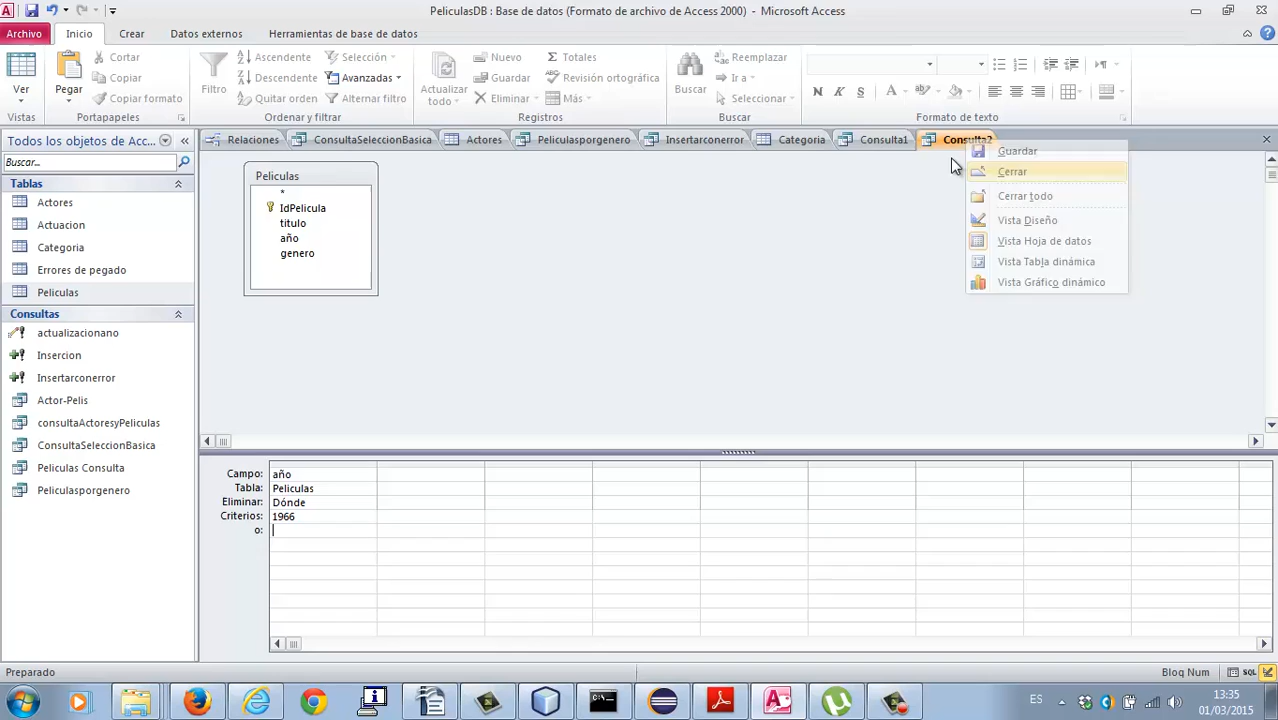 PeliculasDB : Base de datos (Formato de archivo de Access 2000) - Microsoft Access
Archivo Inicio Crear Datos externos Herramientas de base de datos
Ver
Vistas
Pegar
Cortar
Copiar
Copiar formato
Portapapeles
Filtro
Ascendente
Descendente
Quitar orden
Selección
Avanzadas
Alternar filtro
Ordenar y filtrar
Actualizar todo
Nuevo
Guardar
Eliminar
Totales
Revisión ortográfica
Más
Registros
Buscar
Reemplazar
Ir a
Seleccionar
Buscar
N K S
Formato de texto
Todos los objetos de Acc...
Buscar...
Tablas
Actores
Actuacion
Categoria
Errores de pegado
Peliculas
Consultas
actualizacionano
Insercion
Insertarconerror
Actor-Pelis
consultaActoresyPeliculas
ConsultaSeleccionBasica
Peliculas Consulta
Peliculasporgenero
Relaciones ConsultaSeleccionBasica Actores Peliculasporgenero Insertarconerror Categoria Consulta1 Consulta2
Peliculas
*
IdPelicula
titulo
año
genero
Guardar
Cerrar
Cerrar todo
Vista Diseño
Vista Hoja de datos
Vista Tabla dinámica
Vista Gráfico dinámico
Campo: año
Tabla: Peliculas
Eliminar: Dónde
Criterios: 1966
o:
Preparado
Bloq Num
SQL
ES
13:35
01/03/2015